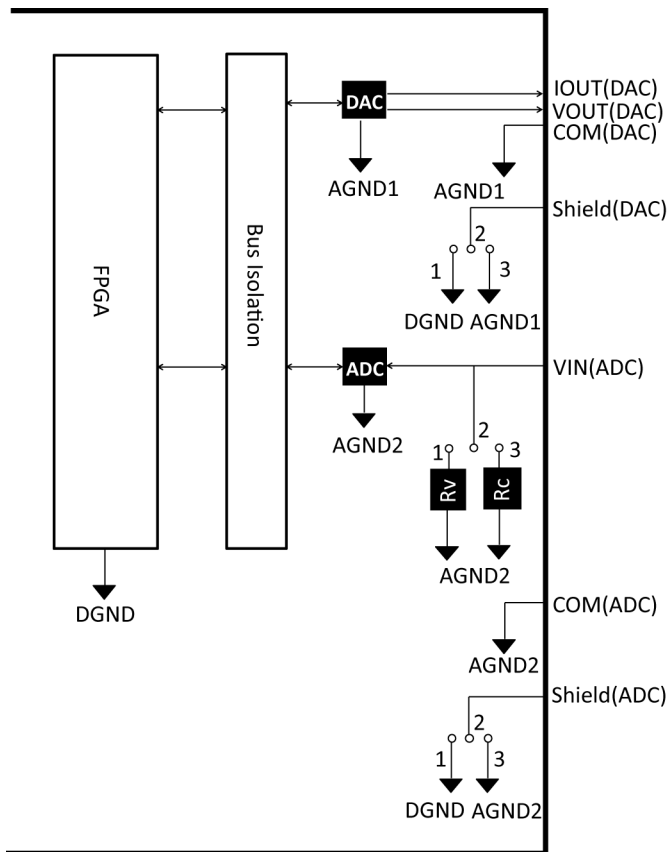 IOUT(DAC)
DAC
VOUT(DAC)
COM(DAC)
AGND1
AGND1
Shield(DAC)
2
1
3
DGND
AGND1
FPGA
Bus Isolation
ADC
VIN(ADC)
AGND2
2
1
3
Rv
Rc
AGND2
DGND
COM(ADC)
AGND2
Shield(ADC)
2
1
3
DGND
AGND2